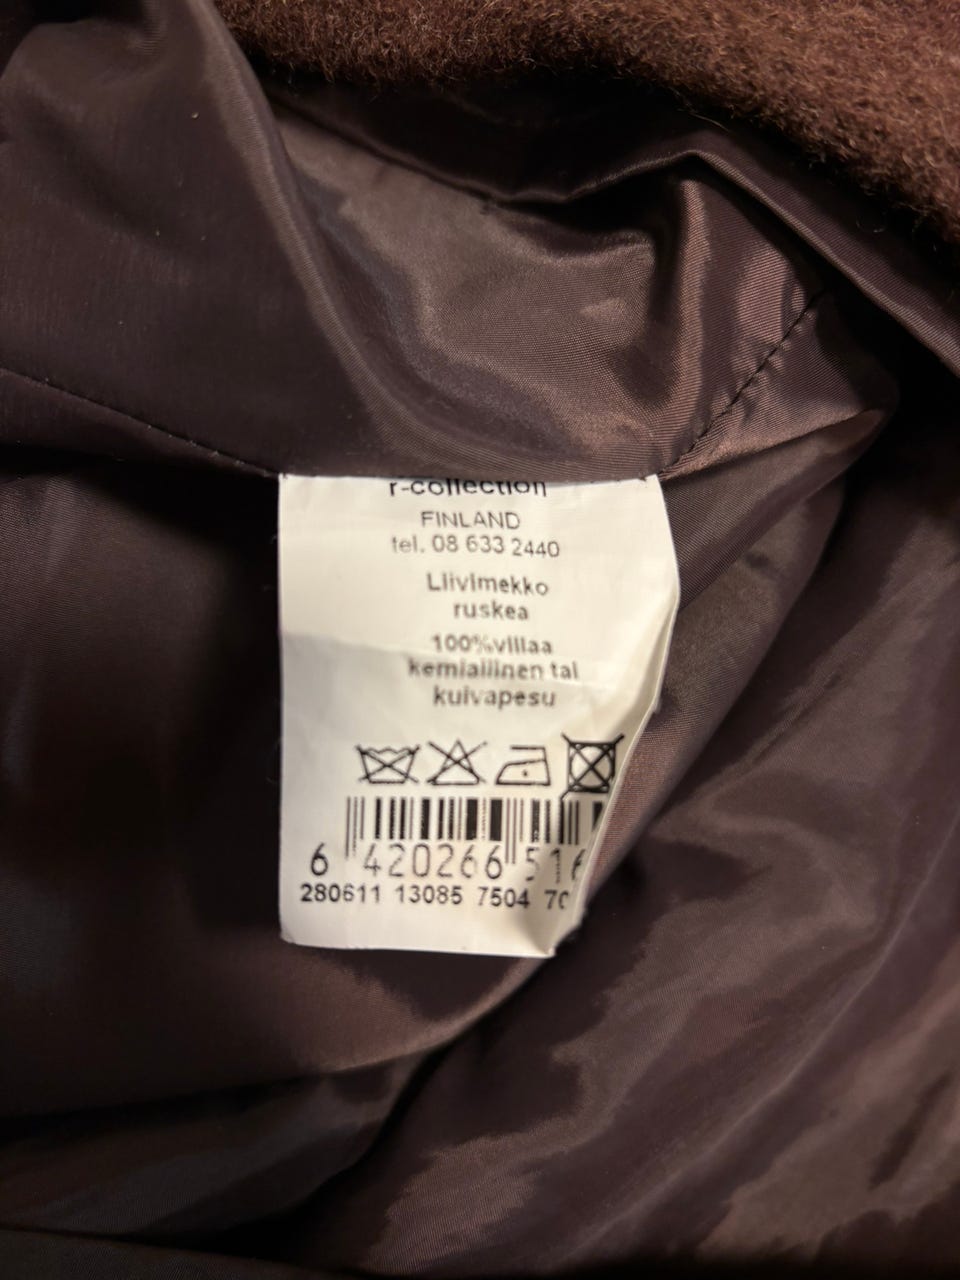 r-collection
FINLAND
tel. 08 633 2440
Liivimekko
ruskea
100%villaa
kemiallinen tai
kuivapesu
6 420266 516
280611 13085 7504 70